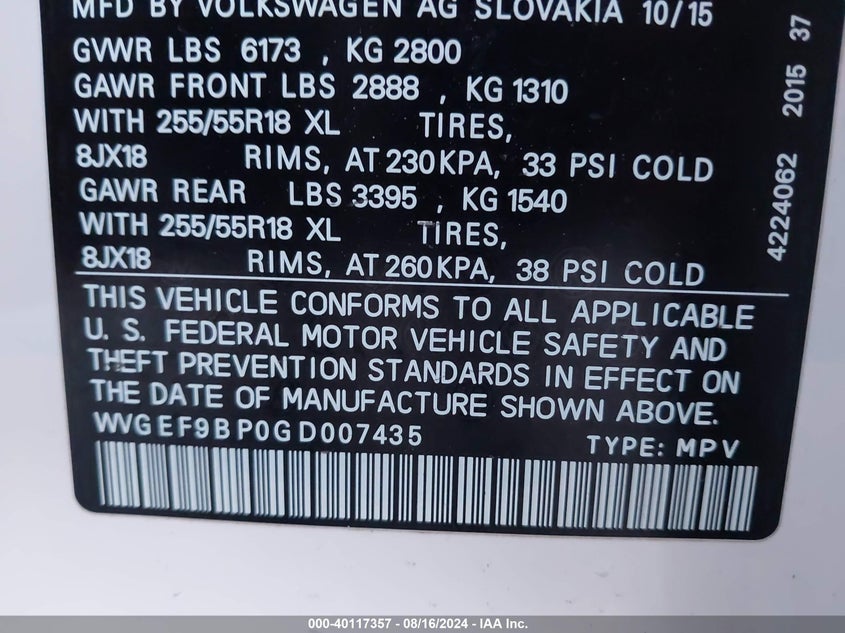 MFD BY VOLKSWAGEN AG SLOVAKIA 10/15
GVWR LBS 6173 , KG 2800
GAWR FRONT LBS 2888 , KG 1310
WITH 255/55R18 XL TIRES,
8JX18 RIMS, AT 230KPA, 33 PSI COLD
GAWR REAR LBS 3395 , KG 1540
WITH 255/55R18 XL TIRES,
8JX18 RIMS, AT 260KPA, 38 PSI COLD
THIS VEHICLE CONFORMS TO ALL APPLICABLE
U. S. FEDERAL MOTOR VEHICLE SAFETY AND
THEFT PREVENTION STANDARDS IN EFFECT ON
THE DATE OF MANUFACTURE SHOWN ABOVE.
WVGEF9BP0GD007435 TYPE: MPV
4224062 2015 37
000-40117357 - 08/16/2024 - IAA Inc.